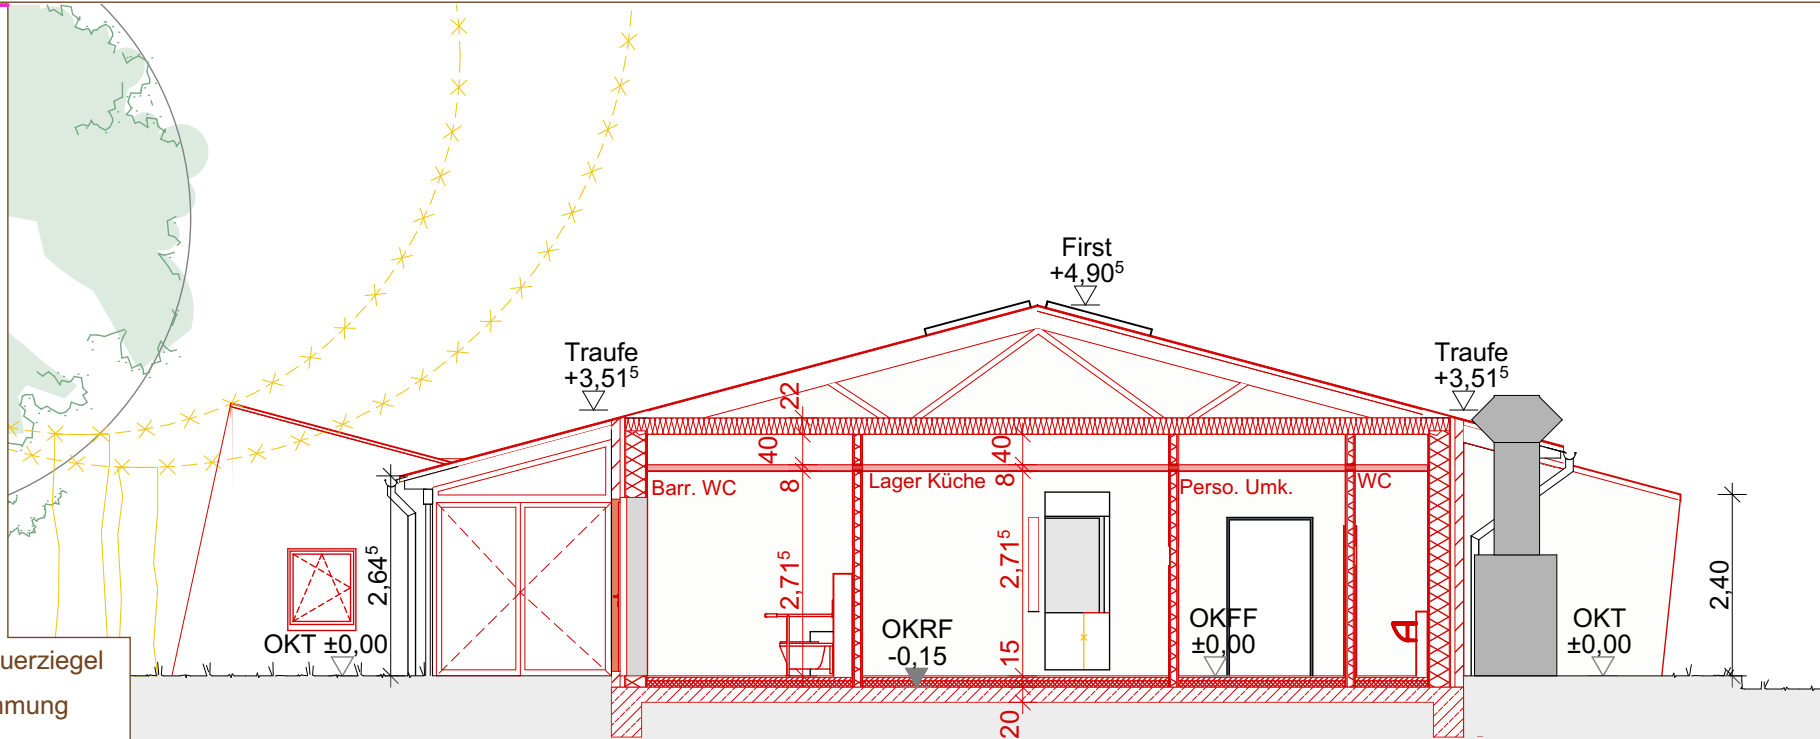 First
+4,90⁵
Traufe
+3,51⁵
Traufe
+3,51⁵
22
40
40
8
8
Barr. WC
Lager Küche
Perso. Umk.
WC
2,64⁵
2,71⁵
2,71⁵
2,40
OKT ±0,00
OKRF
-0,15
15
OKFF
±0,00
OKT
±0,00
uerziegel
mung
20